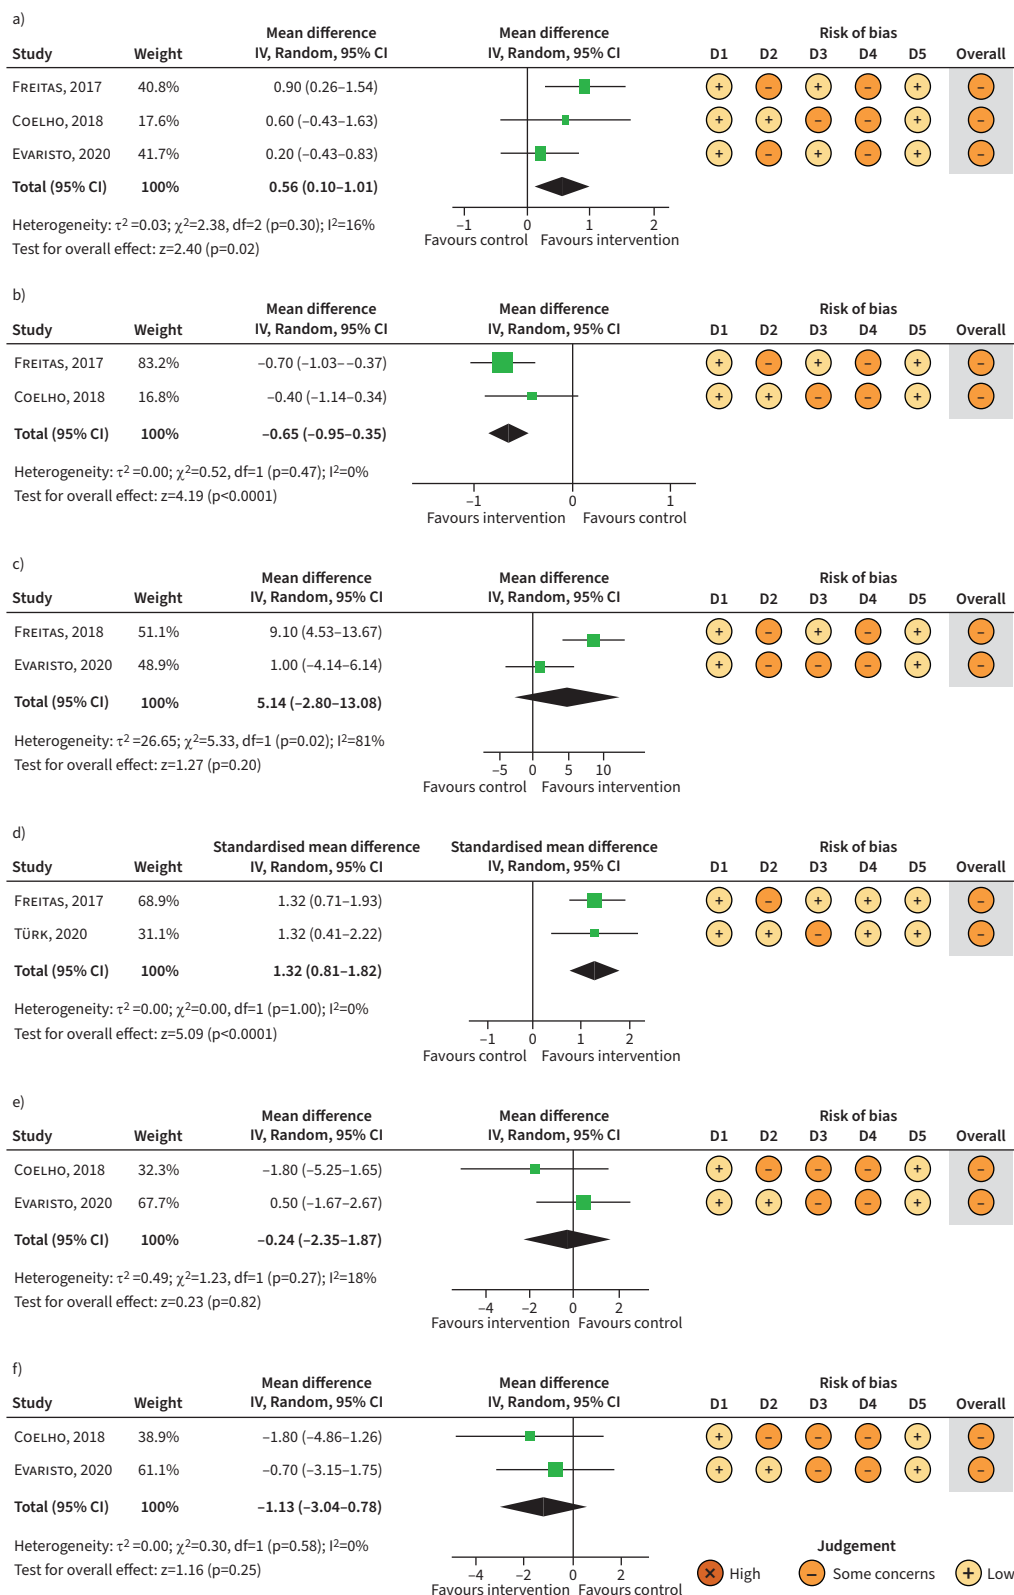 a)
Mean difference Mean difference Risk of bias
Study Weight IV, Random, 95% CI IV, Random, 95% CI D1 D2 D3 D4 D5 Overall
FREITAS, 2017 40.8% 0.90 (0.26–1.54) + – + – + –
COELHO, 2018 17.6% 0.60 (–0.43–1.63) + + – – + –
EVARISTO, 2020 41.7% 0.20 (–0.43–0.83) + – + – + –
Total (95% CI) 100% 0.56 (0.10–1.01)
Heterogeneity: τ²=0.03; χ²=2.38, df=2 (p=0.30); I²=16%
Test for overall effect: z=2.40 (p=0.02)
–1 0 1 2
Favours control Favours intervention
b)
Mean difference Mean difference Risk of bias
Study Weight IV, Random, 95% CI IV, Random, 95% CI D1 D2 D3 D4 D5 Overall
FREITAS, 2017 83.2% –0.70 (–1.03––0.37) + – + – + –
COELHO, 2018 16.8% –0.40 (–1.14–0.34) + + – – + –
Total (95% CI) 100% –0.65 (–0.95–0.35)
Heterogeneity: τ²=0.00; χ²=0.52, df=1 (p=0.47); I²=0%
Test for overall effect: z=4.19 (p<0.0001)
–1 0 1
Favours intervention Favours control
c)
Mean difference Mean difference Risk of bias
Study Weight IV, Random, 95% CI IV, Random, 95% CI D1 D2 D3 D4 D5 Overall
FREITAS, 2018 51.1% 9.10 (4.53–13.67) + – + – + –
EVARISTO, 2020 48.9% 1.00 (–4.14–6.14) + – – – + –
Total (95% CI) 100% 5.14 (–2.80–13.08)
Heterogeneity: τ²=26.65; χ²=5.33, df=1 (p=0.02); I²=81%
Test for overall effect: z=1.27 (p=0.20)
–5 0 5 10
Favours control Favours intervention
d)
Standardised mean difference Standardised mean difference Risk of bias
Study Weight IV, Random, 95% CI IV, Random, 95% CI D1 D2 D3 D4 D5 Overall
FREITAS, 2017 68.9% 1.32 (0.71–1.93) + – + + + –
TÜRK, 2020 31.1% 1.32 (0.41–2.22) + + – + + –
Total (95% CI) 100% 1.32 (0.81–1.82)
Heterogeneity: τ²=0.00; χ²=0.00, df=1 (p=1.00); I²=0%
Test for overall effect: z=5.09 (p<0.0001)
–1 0 1 2
Favours control Favours intervention
e)
Mean difference Mean difference Risk of bias
Study Weight IV, Random, 95% CI IV, Random, 95% CI D1 D2 D3 D4 D5 Overall
COELHO, 2018 32.3% –1.80 (–5.25–1.65) + – – – + –
EVARISTO, 2020 67.7% 0.50 (–1.67–2.67) + + – – + –
Total (95% CI) 100% –0.24 (–2.35–1.87)
Heterogeneity: τ²=0.49; χ²=1.23, df=1 (p=0.27); I²=18%
Test for overall effect: z=0.23 (p=0.82)
–4 –2 0 2
Favours intervention Favours control
f)
Mean difference Mean difference Risk of bias
Study Weight IV, Random, 95% CI IV, Random, 95% CI D1 D2 D3 D4 D5 Overall
COELHO, 2018 38.9% –1.80 (–4.86–1.26) + – – – + –
EVARISTO, 2020 61.1% –0.70 (–3.15–1.75) + + – – + –
Total (95% CI) 100% –1.13 (–3.04–0.78)
Heterogeneity: τ²=0.00; χ²=0.30, df=1 (p=0.58); I²=0%
Test for overall effect: z=1.16 (p=0.25)
–4 –2 0 2
Favours intervention Favours control
Judgement
× High – Some concerns + Low